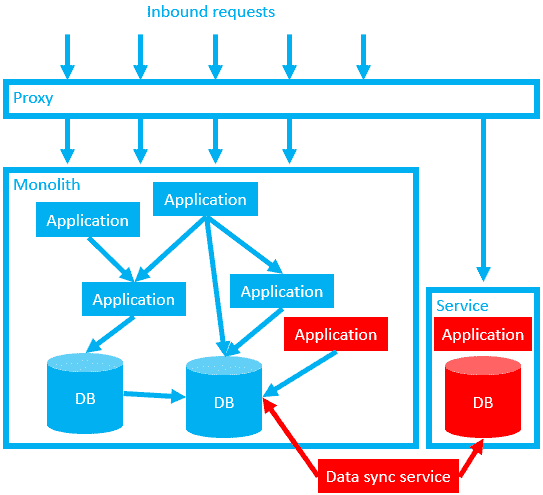 Inbound requests
Proxy
Monolith
Application
Application
Application
Application
Application
Service
Application
DB
DB
DB
Data sync service